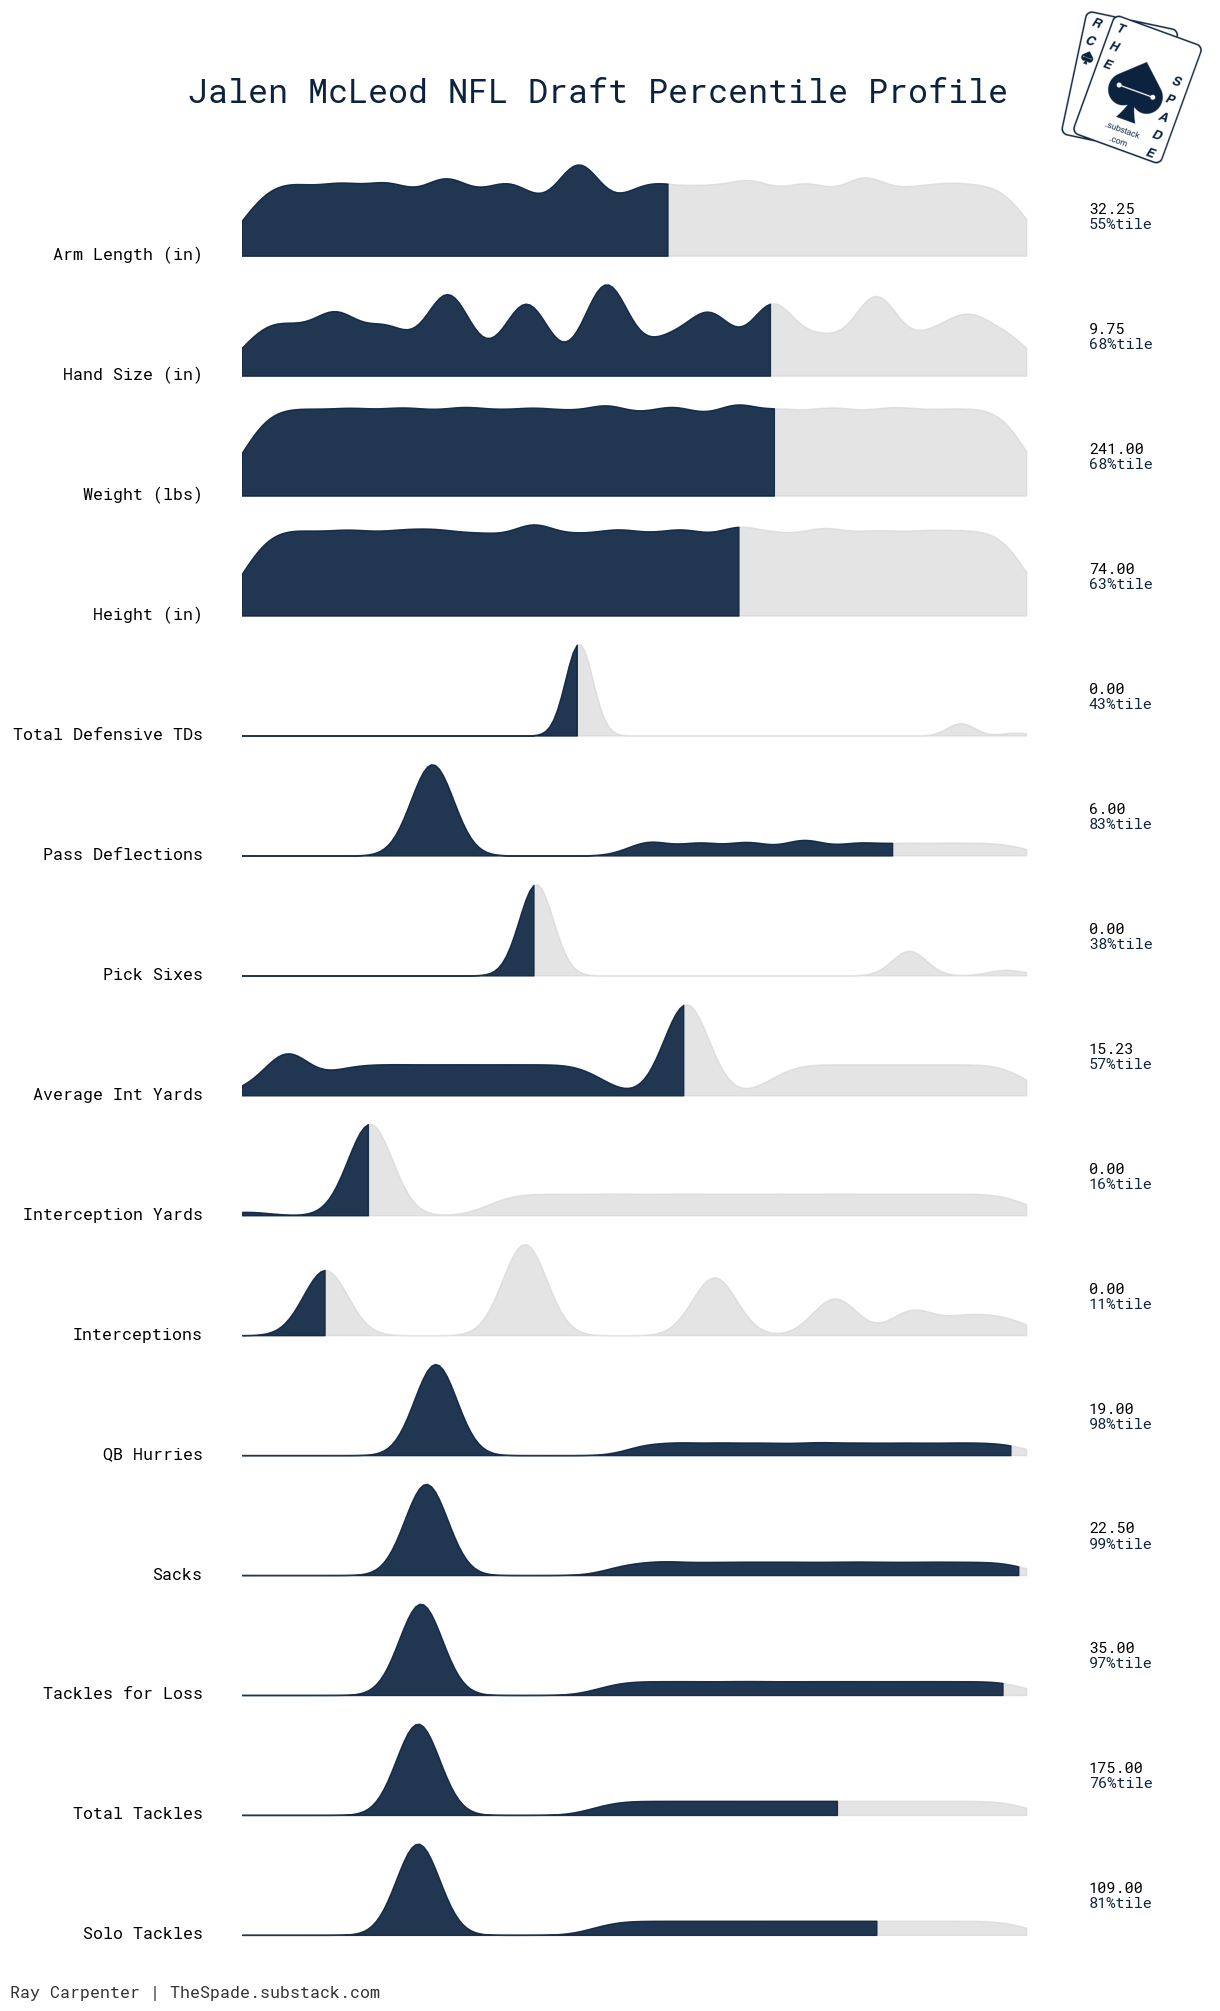 R
C
T
H
E
S
P
A
D
E
.substack
.com
Jalen McLeod NFL Draft Percentile Profile
Arm Length (in)
32.25
55%tile
Hand Size (in)
9.75
68%tile
Weight (lbs)
241.00
68%tile
Height (in)
74.00
63%tile
Total Defensive TDs
0.00
43%tile
Pass Deflections
6.00
83%tile
Pick Sixes
0.00
38%tile
Average Int Yards
15.23
57%tile
Interception Yards
0.00
16%tile
Interceptions
0.00
11%tile
QB Hurries
19.00
98%tile
Sacks
22.50
99%tile
Tackles for Loss
35.00
97%tile
Total Tackles
175.00
76%tile
Solo Tackles
109.00
81%tile
Ray Carpenter | TheSpade.substack.com